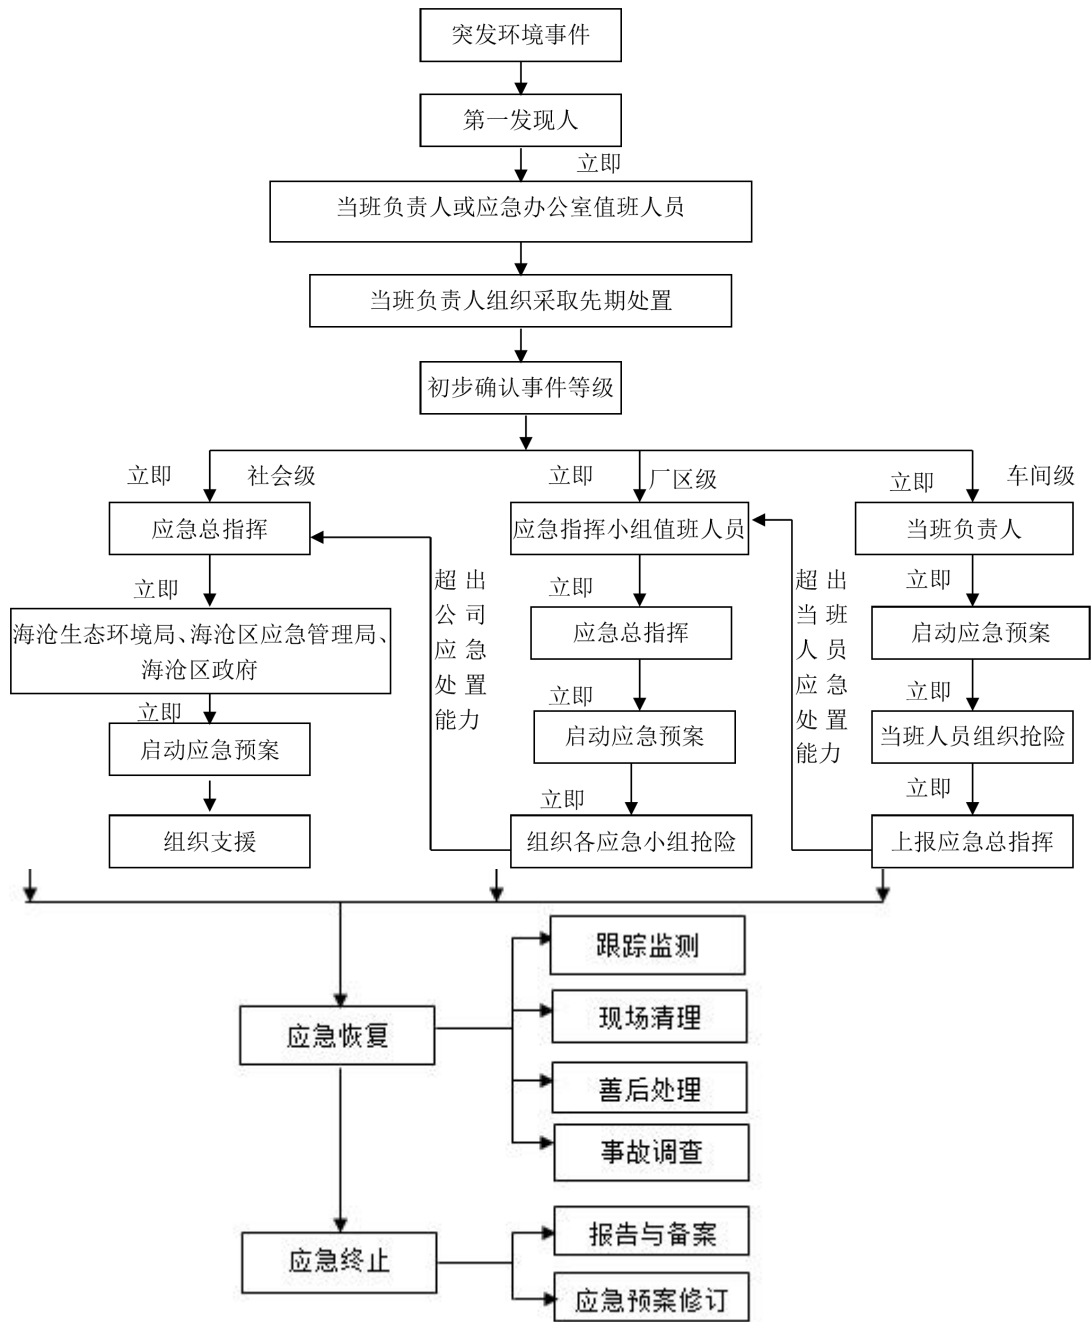 突发环境事件
第一发现人
立即
当班负责人或应急办公室值班人员
当班负责人组织采取先期处置
初步确认事件等级
立即
社会级
立即
厂区级
立即
车间级
应急总指挥
应急指挥小组值班人员
当班负责人
立即
立即
立即
海沧生态环境局、海沧区应急管理局、
海沧区政府
超出
公司
应急
处置
能力
应急总指挥
超出
当班
人员
应急
处置
能力
启动应急预案
立即
立即
立即
启动应急预案
启动应急预案
当班人员组织抢险
立即
立即
组织支援
组织各应急小组抢险
上报应急总指挥
跟踪监测
现场清理
应急恢复
善后处理
事故调查
报告与备案
应急终止
应急预案修订